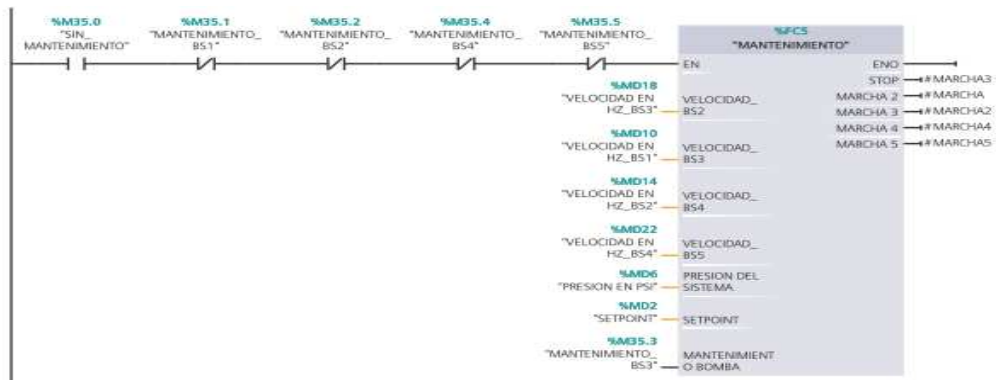 %M35.0 %M35.1 %M35.2 %M35.4 %M35.5
"SIN_ "MANTENIMIENTO_ "MANTENIMIENTO_ "MANTENIMIENTO_ "MANTENIMIENTO_
MANTENIMIENTO" BS1" BS2" BS4" BS5"
%FC5
"MANTENIMIENTO"
EN ENO
STOP #MARCHA3
%MD18
"VELOCIDAD EN VELOCIDAD_ MARCHA 2 #MARCHA
HZ_BS3" BS2 MARCHA 3 #MARCHA2
MARCHA 4 #MARCHA4
%MD10
"VELOCIDAD EN VELOCIDAD_ MARCHA 5 #MARCHA5
HZ_BS1" BS3
%MD14
"VELOCIDAD EN VELOCIDAD_
HZ_BS2" BS4
%MD22
"VELOCIDAD EN VELOCIDAD_
HZ_BS4" BS5
%MD6 PRESION DEL
"PRESION EN PSI" SISTEMA
%MD2
"SETPOINT" SETPOINT
%M35.3
"MANTENIMIENTO_ MANTENIMIENT
BS3" O BOMBA